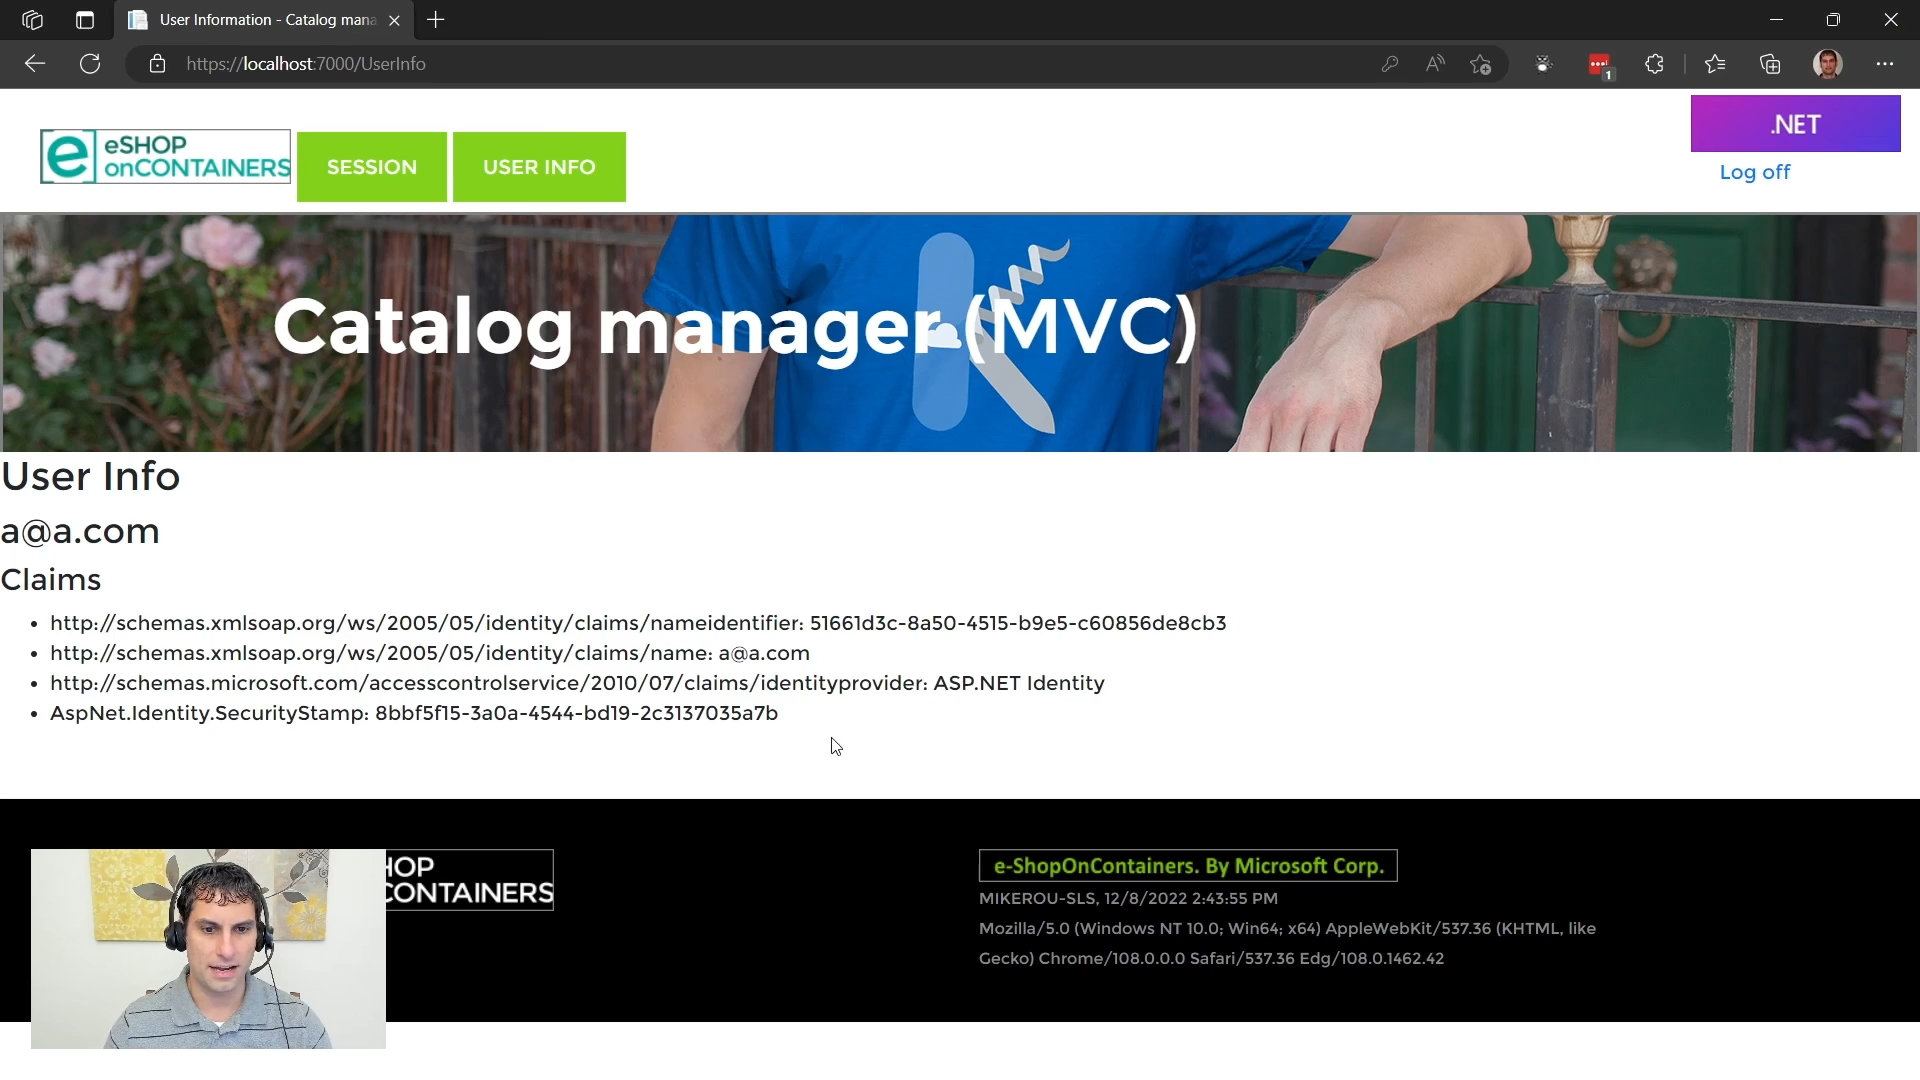 User Information - Catalog mana
https://localhost:7000/UserInfo
1
.NET
eSHOP
onCONTAINERS
SESSION
USER INFO
Log off
Catalog manager (MVC)
User Info
a@a.com
Claims
• http://schemas.xmlsoap.org/ws/2005/05/identity/claims/nameidentifier: 51661d3c-8a50-4515-b9e5-c60856de8cb3
• http://schemas.xmlsoap.org/ws/2005/05/identity/claims/name: a@a.com
• http://schemas.microsoft.com/accesscontrolservice/2010/07/claims/identityprovider: ASP.NET Identity
• AspNet.Identity.SecurityStamp: 8bbf5f15-3a0a-4544-bd19-2c3137035a7b
HOP
CONTAINERS
e-ShopOnContainers. By Microsoft Corp.
MIKEROU-SLS, 12/8/2022 2:43:55 PM
Mozilla/5.0 (Windows NT 10.0; Win64; x64) AppleWebKit/537.36 (KHTML, like
Gecko) Chrome/108.0.0.0 Safari/537.36 Edg/108.0.1462.42